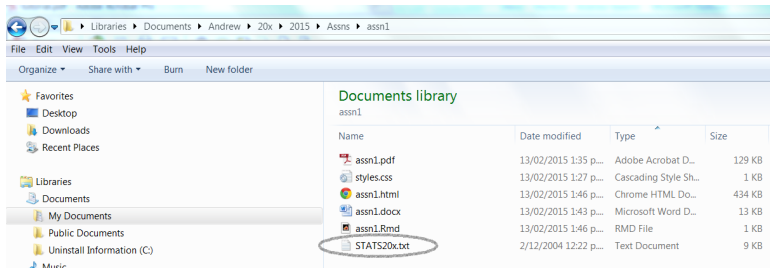 Libraries ▸ Documents ▸ Andrew ▸ 20x ▸ 2015 ▸ Assns ▸ assn1
File Edit View Tools Help
Organize Share with Burn New folder
Favorites
Desktop
Downloads
Recent Places
Libraries
Documents
My Documents
Public Documents
Uninstall Information (C:)
Music
Documents library
assn1
Name Date modified Type Size
assn1.pdf 13/02/2015 1:35 p.... Adobe Acrobat D... 129 KB
styles.css 13/02/2015 1:27 p.... Cascading Style Sh... 1 KB
assn1.html 13/02/2015 1:46 p.... Chrome HTML Do... 434 KB
assn1.docx 13/02/2015 1:43 p.... Microsoft Word D... 13 KB
assn1.Rmd 13/02/2015 1:46 p.... RMD File 1 KB
STATS20x.txt 2/12/2004 12:22 p.... Text Document 9 KB